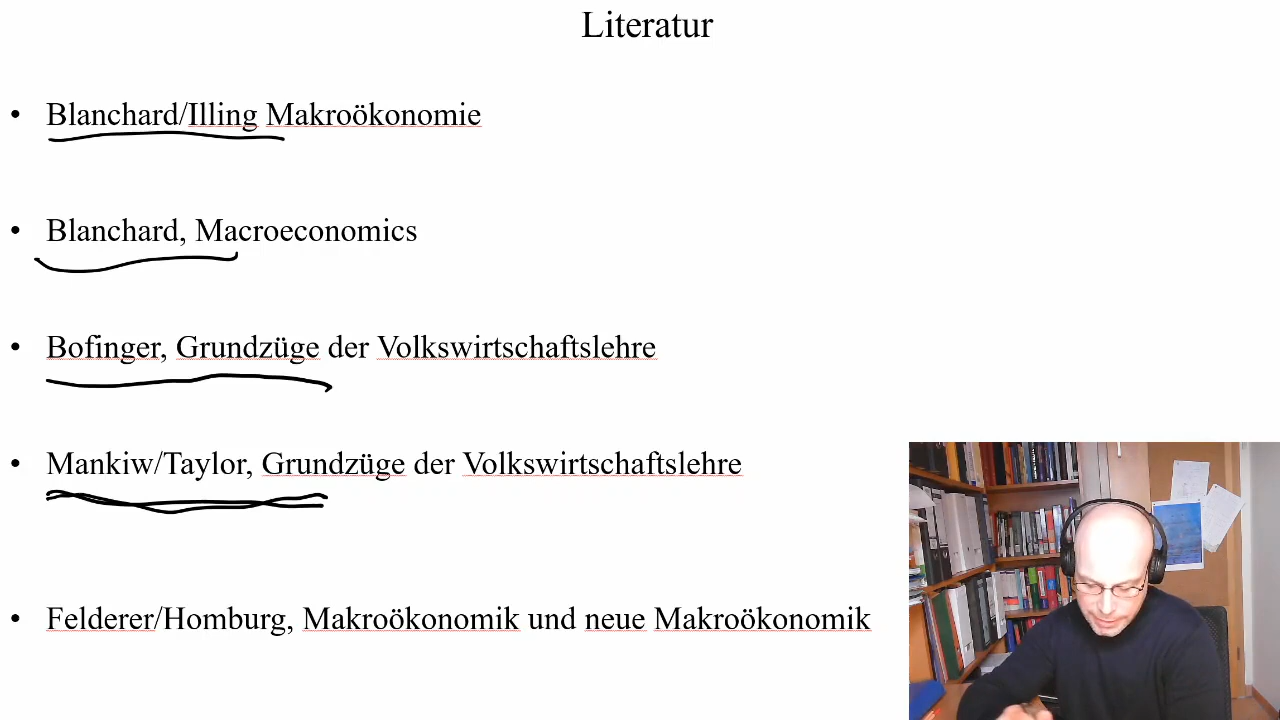 Literatur
• Blanchard/Illing Makroökonomie
• Blanchard, Macroeconomics
• Bofinger, Grundzüge der Volkswirtschaftslehre
• Mankiw/Taylor, Grundzüge der Volkswirtschaftslehre
• Felderer/Homburg, Makroökonomik und neue Makroökonomik